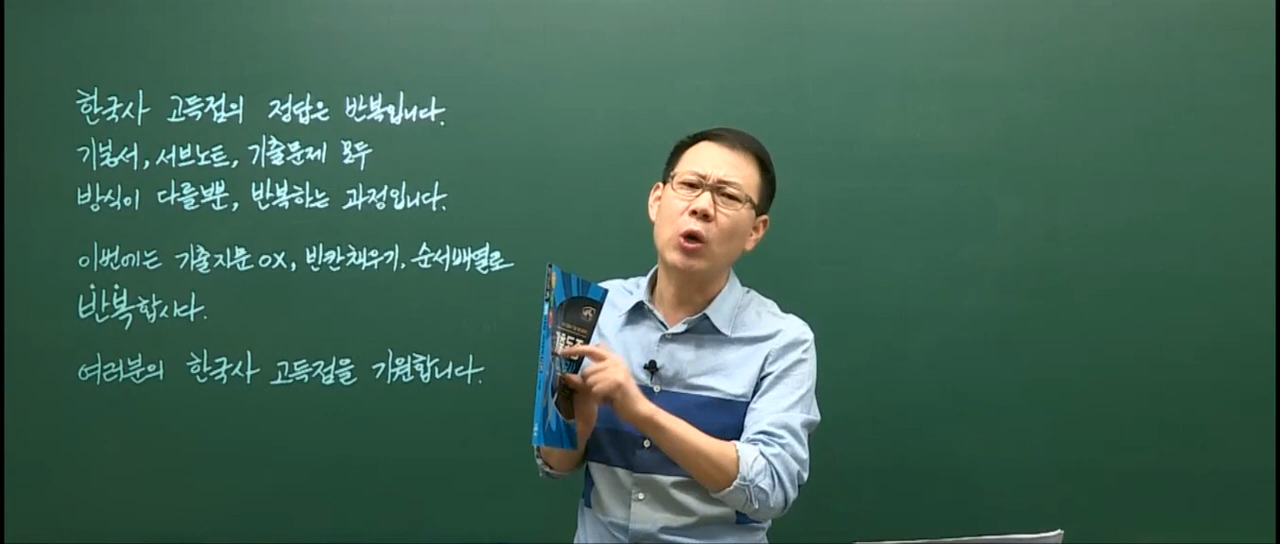 한국사 고득점의 정답은 반복입니다.
기본서, 서브노트, 기출문제 모두
방식이 다를뿐, 반복하는 과정입니다.
이번에는 기출지문OX, 빈칸채우기, 순서배열로
반복합시다.
여러분의 한국사 고득점을 기원합니다.